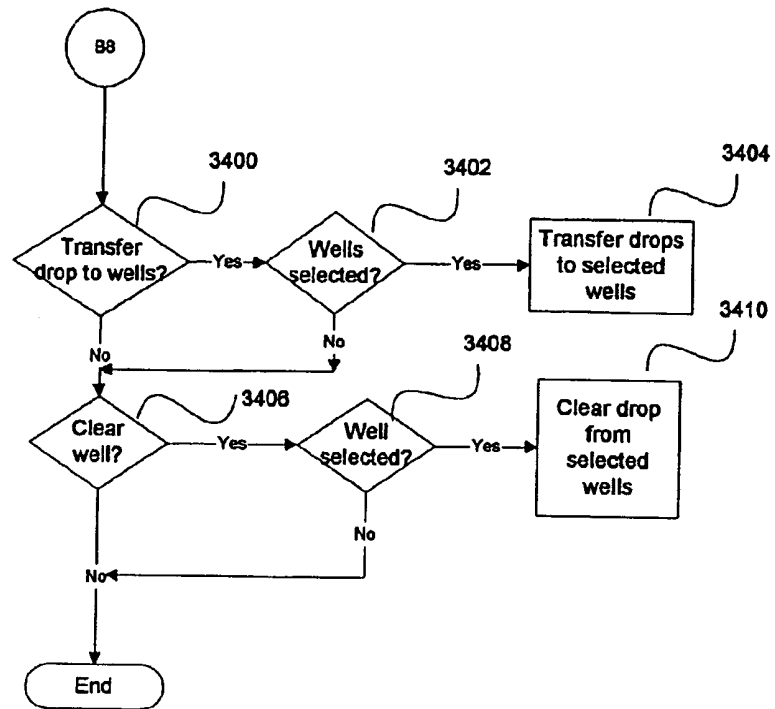 B8
3400
3402
3404
Transfer
drop to wells?
Yes
Wells
selected?
Yes
Transfer drops
to selected
wells
No
No
3406
3408
3410
Clear
well?
Yes
Well
selected?
Yes
Clear drop
from
selected
wells
No
No
End